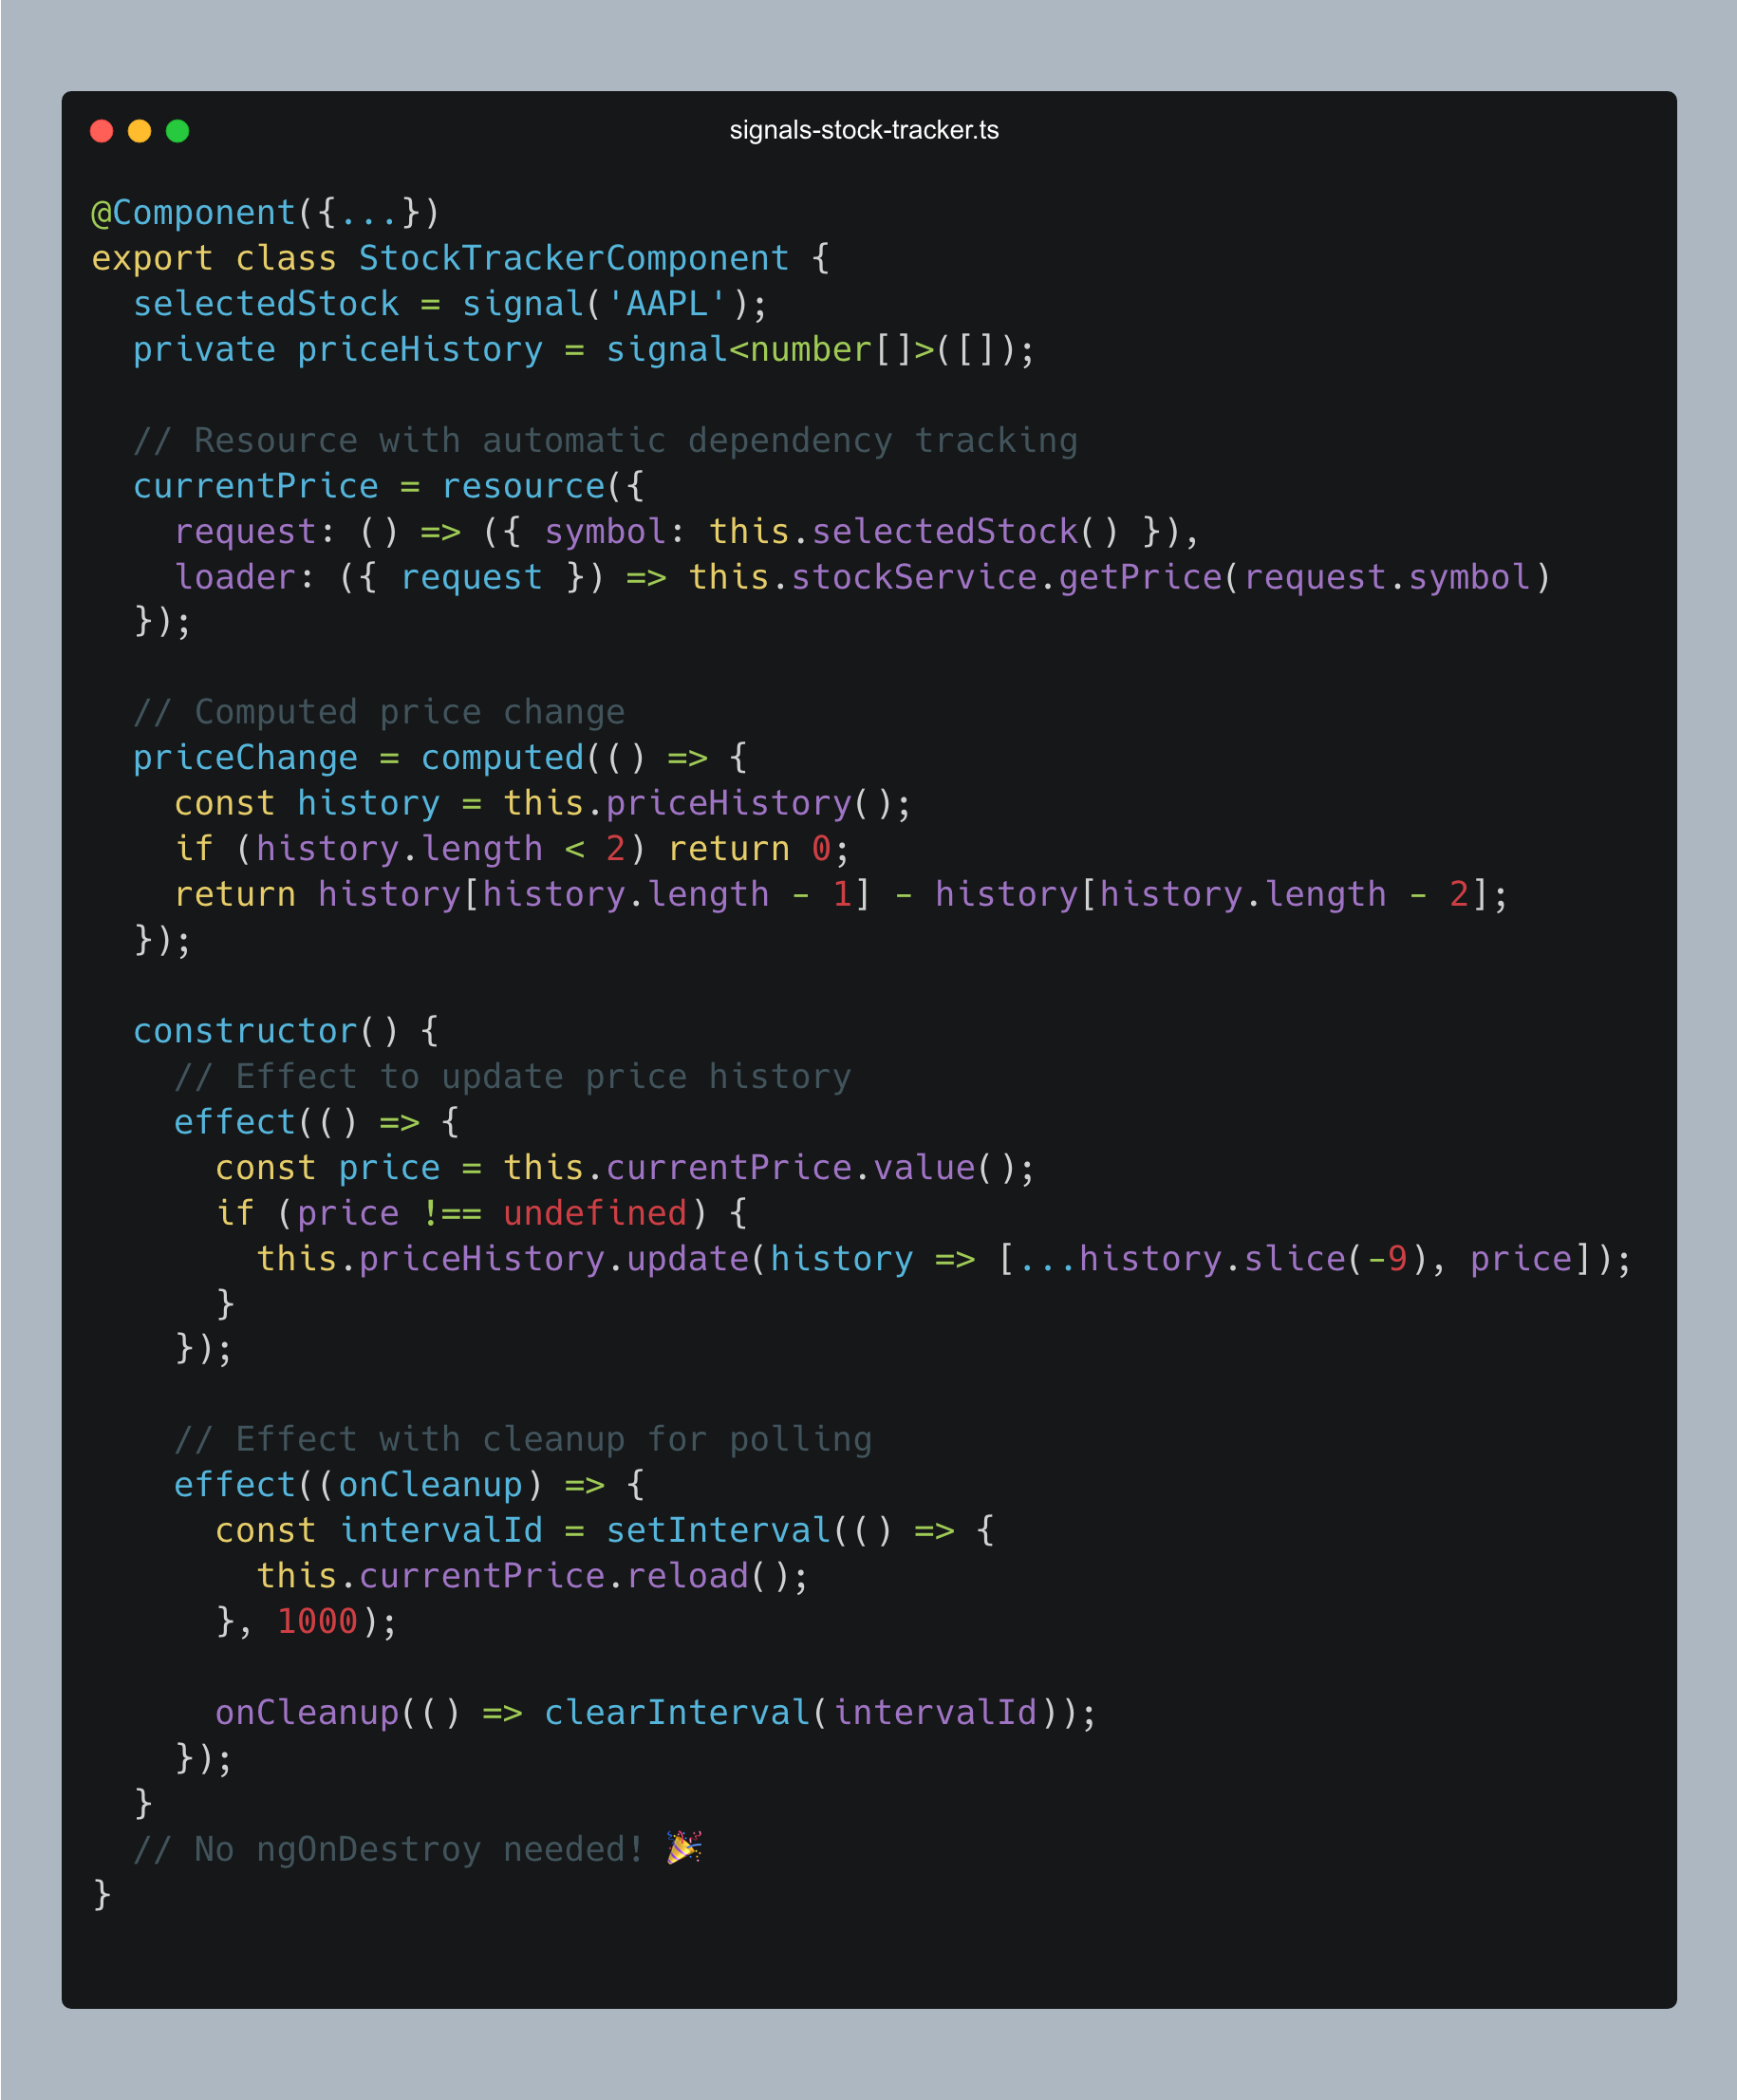 signals-stock-tracker.ts
@Component({...})
export class StockTrackerComponent {
  selectedStock = signal('AAPL');
  private priceHistory = signal<number[]>([]);

  // Resource with automatic dependency tracking
  currentPrice = resource({
    request: () => ({ symbol: this.selectedStock() }),
    loader: ({ request }) => this.stockService.getPrice(request.symbol)
  });

  // Computed price change
  priceChange = computed(() => {
    const history = this.priceHistory();
    if (history.length < 2) return 0;
    return history[history.length - 1] - history[history.length - 2];
  });

  constructor() {
    // Effect to update price history
    effect(() => {
      const price = this.currentPrice.value();
      if (price !== undefined) {
        this.priceHistory.update(history => [...history.slice(-9), price]);
      }
    });

    // Effect with cleanup for polling
    effect((onCleanup) => {
      const intervalId = setInterval(() => {
        this.currentPrice.reload();
      }, 1000);

      onCleanup(() => clearInterval(intervalId));
    });
  }
  // No ngOnDestroy needed! 🎉
}